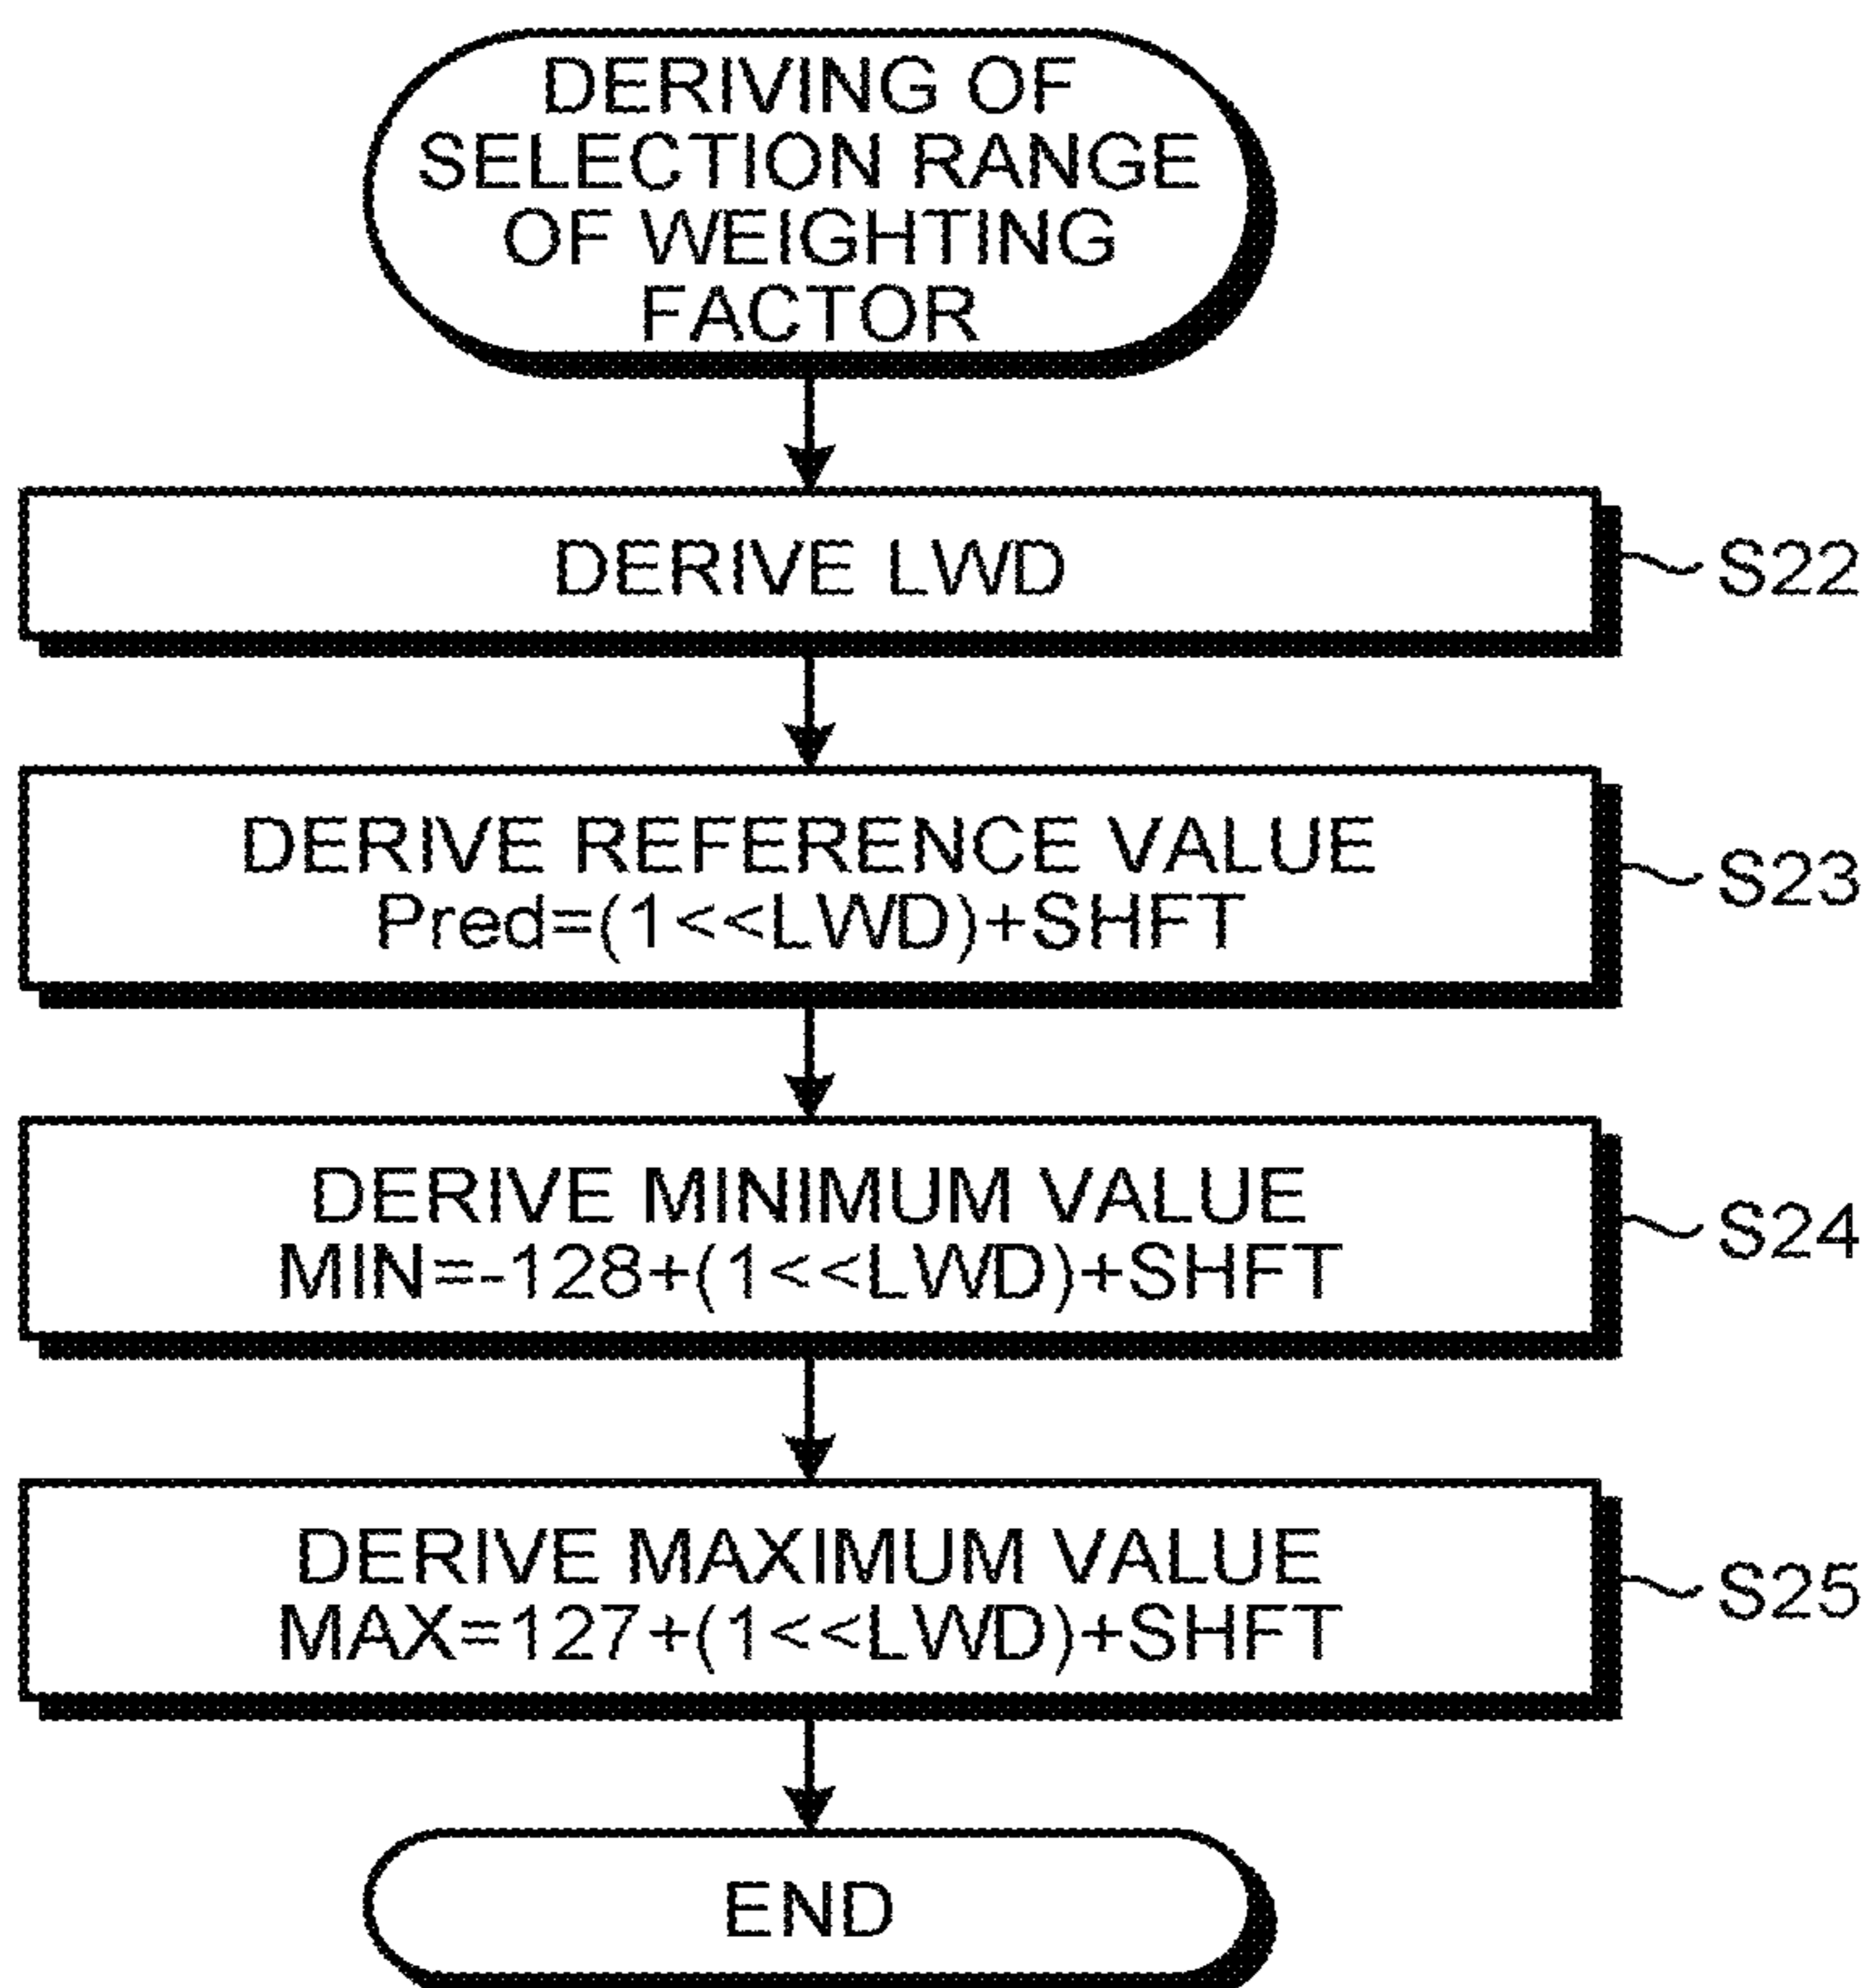 DERIVING OF
SELECTION RANGE
OF WEIGHTING
FACTOR
DERIVE LWD
S22
DERIVE REFERENCE VALUE
Pred=(1<<LWD)+SHFT
S23
DERIVE MINIMUM VALUE
MIN=-128+(1<<LWD)+SHFT
S24
DERIVE MAXIMUM VALUE
MAX=127+(1<<LWD)+SHFT
S25
END